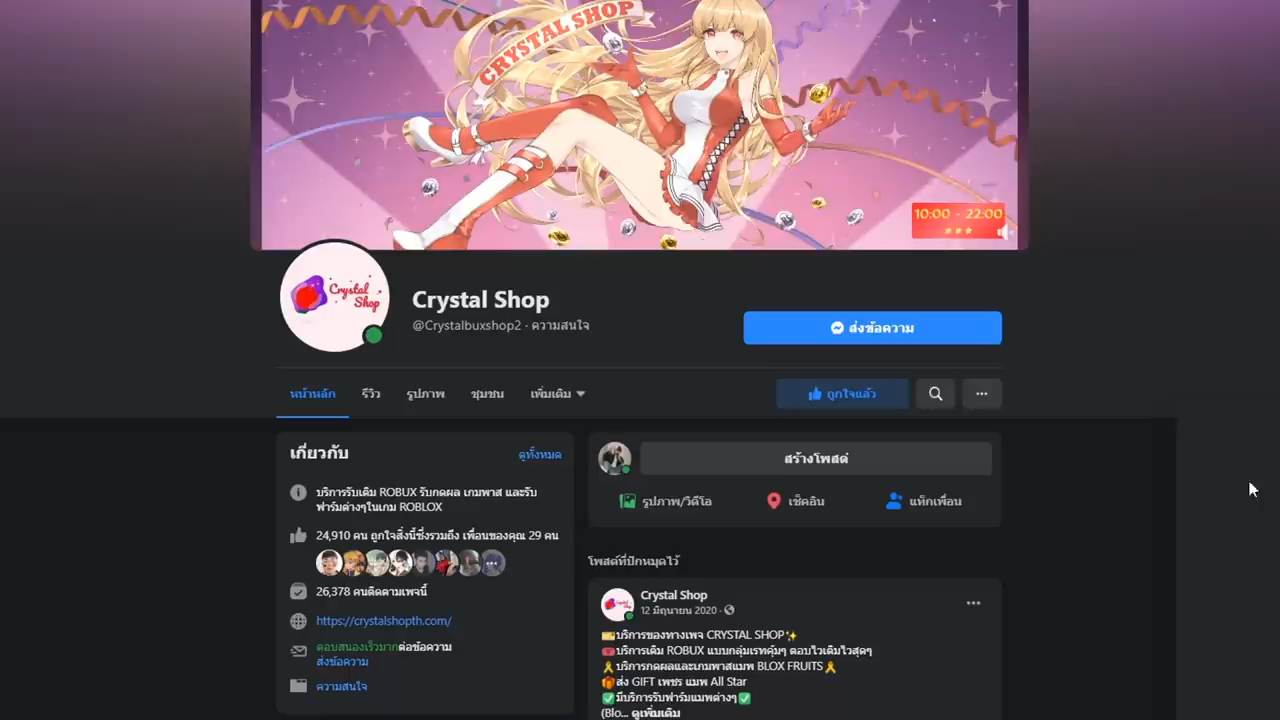 CRYSTAL SHOP
10:00 - 22:00
Crystal
Shop
Crystal Shop
@Crystalbuxshop2 · ความสนใจ
ส่งข้อความ
หน้าหลัก
รีวิว
รูปภาพ
ชุมชน
เพิ่มเติม
ถูกใจแล้ว
เกี่ยวกับ
ดูทั้งหมด
บริการรับเติม ROBUX รับกดผล เกมพาส และรับ
ฟาร์มต่างๆในเกม ROBLOX
24,910 คน ถูกใจสิ่งนี้ซึ่งรวมถึง เพื่อนของคุณ 29 คน
26,378 คนติดตามเพจนี้
https://crystalshopth.com/
ตอบสนองเร็วมากต่อข้อความ
ส่งข้อความ
ความสนใจ
สร้างโพสต์
รูปภาพ/วิดีโอ
เช็คอิน
แท็กเพื่อน
โพสต์ที่ปักหมุดไว้
Crystal Shop
12 มิถุนายน 2020 ·
บริการของทางเพจ CRYSTAL SHOP✨
🎟️บริการเติม ROBUX แบบกลุ่มเรทคุ้มๆ ตอบไวเติมไวสุดๆ
🎗️บริการกดผลและเกมพาสแมพ BLOX FRUITS🎗️
🎁ส่ง GIFT เพชร แมพ All Star
✅มีบริการรับฟาร์มแมพต่างๆ✅
(Blo... ดูเพิ่มเติม